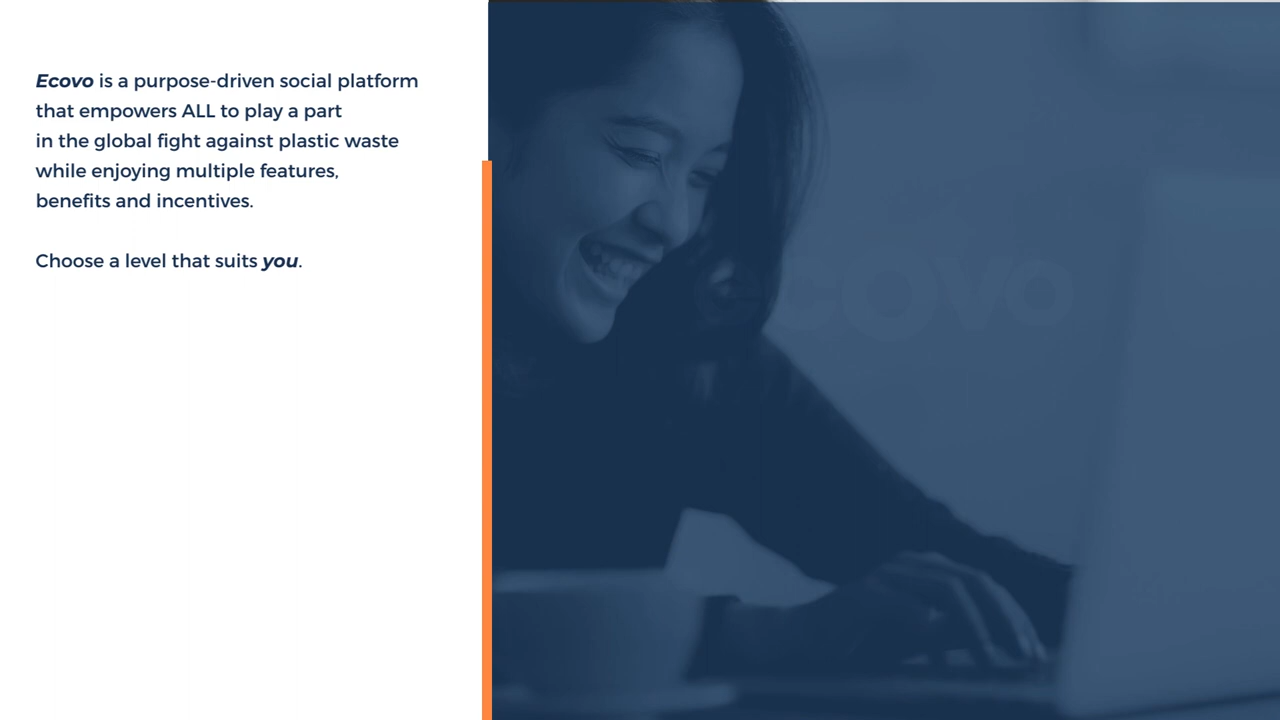 Ecovo is a purpose-driven social platform
that empowers ALL to play a part
in the global fight against plastic waste
while enjoying multiple features,
benefits and incentives.
Choose a level that suits you.
ecovo